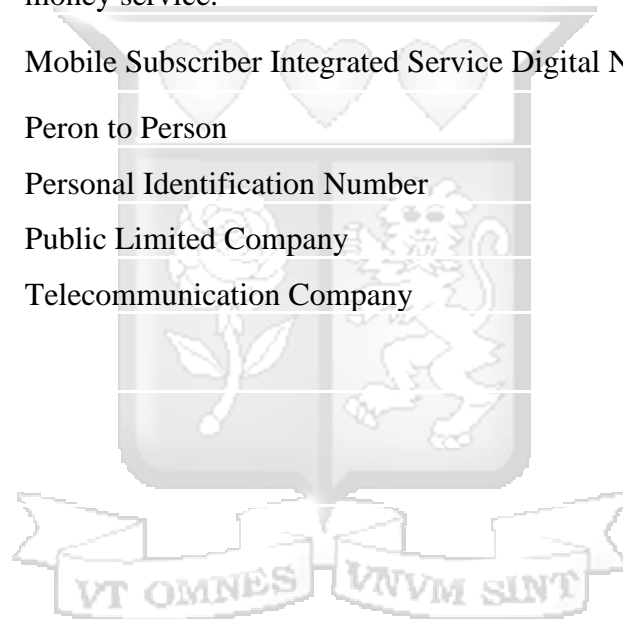 money service.
Mobile Subscriber Integrated Service Digital N
Peron to Person
Personal Identification Number
Public Limited Company
Telecommunication Company
VT OMNES VNVM SINT